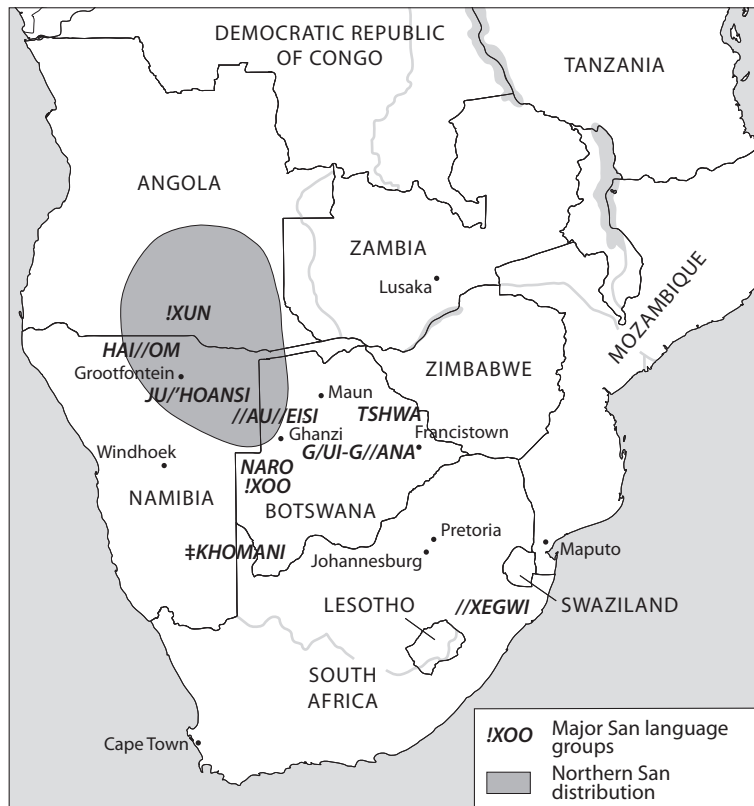 DEMOCRATIC REPUBLIC
OF CONGO
TANZANIA
ANGOLA
ZAMBIA
Lusaka
MOZAMBIQUE
!XUN
HAI//OM
Grootfontein
JU/'HOANSI
ZIMBABWE
Maun
//AU//EISI
TSHWA
Ghanzi
Francistown
G/UI-G//ANA
Windhoek
NARO
!XOO
NAMIBIA
BOTSWANA
‡KHOMANI
Pretoria
Johannesburg
Maputo
LESOTHO
//XEGWI
SWAZILAND
SOUTH
AFRICA
Cape Town
!XOO Major San language
groups
Northern San
distribution